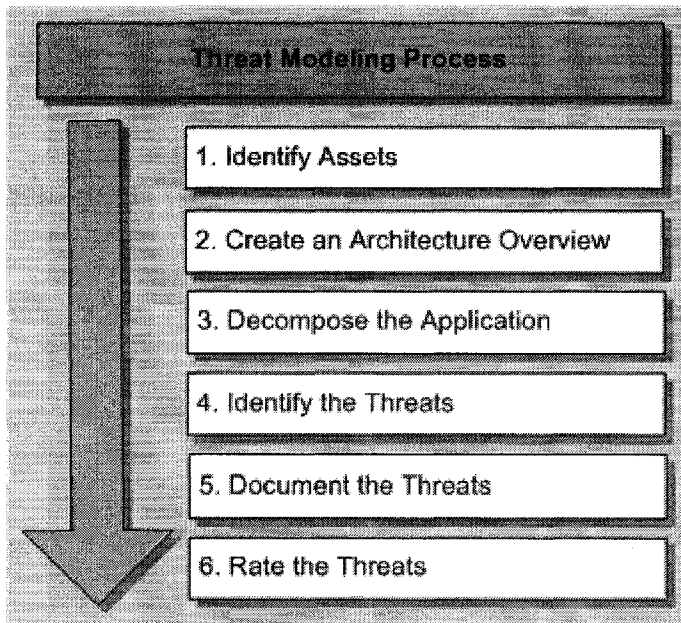 Threat Modeling Process
1. Identify Assets
2. Create an Architecture Overview
3. Decompose the Application
4. Identify the Threats
5. Document the Threats
6. Rate the Threats